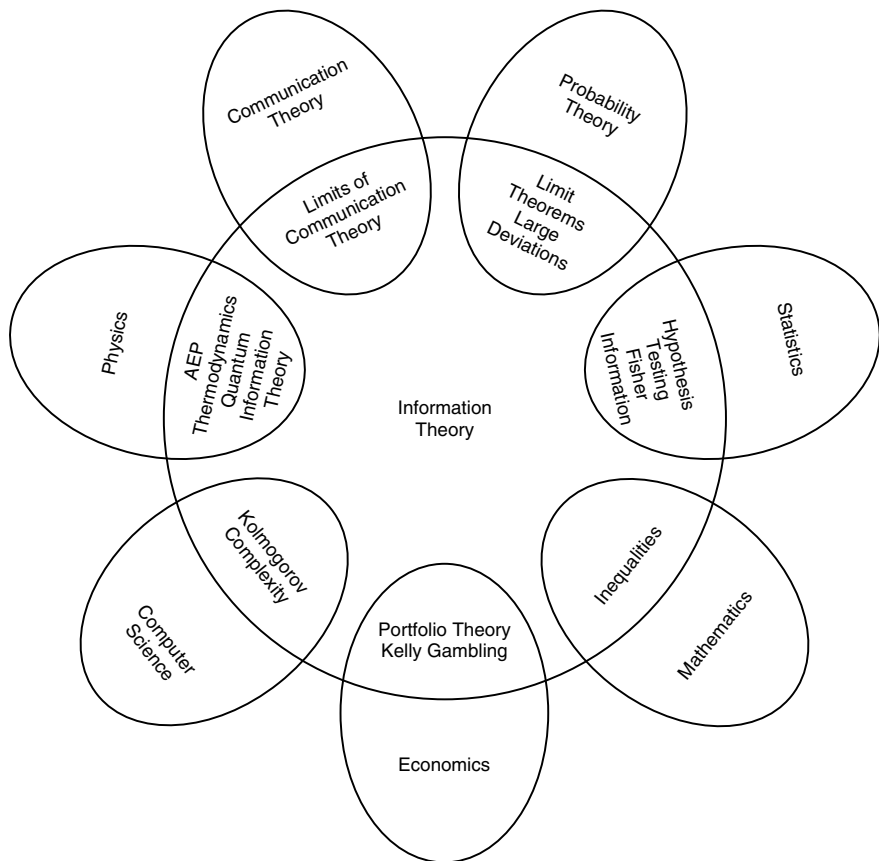 Communication
Theory
Probability
Theory
Limits of
Communication
Theory
Limit
Theorems
Large
Deviations
Physics
AEP
Thermodynamics
Quantum
Information
Theory
Hypothesis
Testing
Fisher
Information
Statistics
Information
Theory
Kolmogorov
Complexity
Computer
Science
Portfolio Theory
Kelly Gambling
Economics
Inequalities
Mathematics